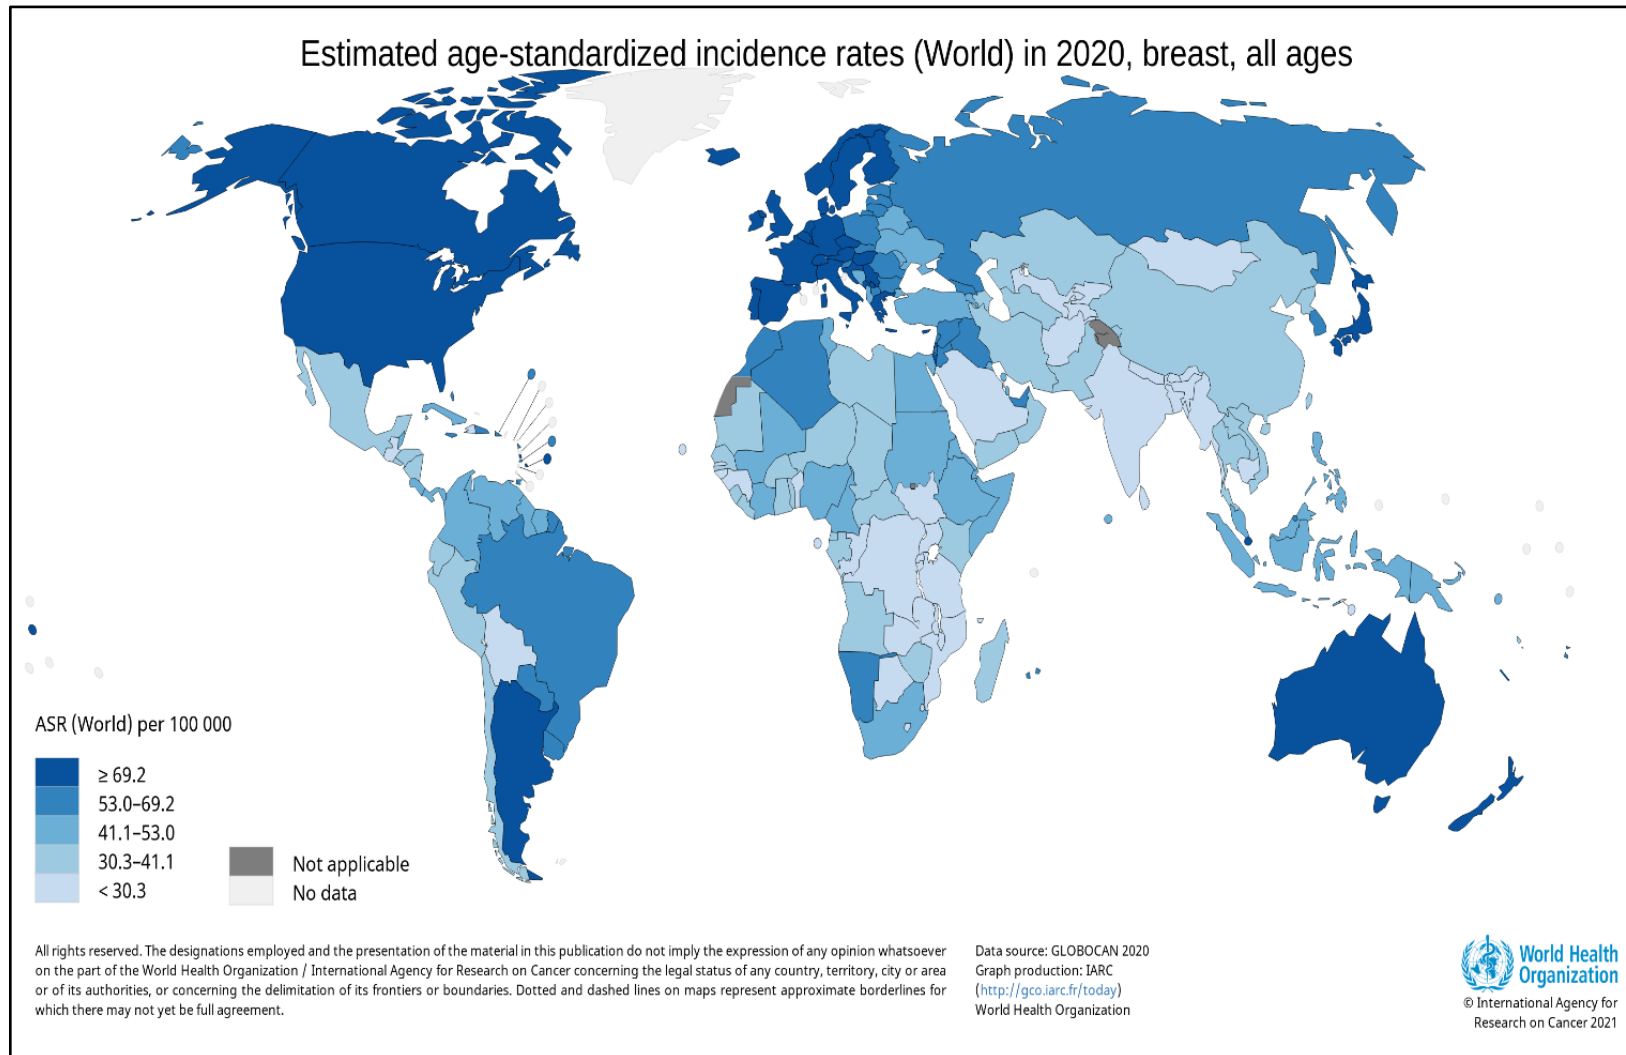 Estimated age-standardized incidence rates (World) in 2020, breast, all ages
ASR (World) per 100 000
≥ 69.2
53.0–69.2
41.1–53.0
30.3–41.1
< 30.3
Not applicable
No data
All rights reserved. The designations employed and the presentation of the material in this publication do not imply the expression of any opinion whatsoever
on the part of the World Health Organization / International Agency for Research on Cancer concerning the legal status of any country, territory, city or area
or of its authorities, or concerning the delimitation of its frontiers or boundaries. Dotted and dashed lines on maps represent approximate borderlines for
which there may not yet be full agreement.
Data source: GLOBOCAN 2020
Graph production: IARC
(http://gco.iarc.fr/today)
World Health Organization
World Health
Organization
© International Agency for
Research on Cancer 2021